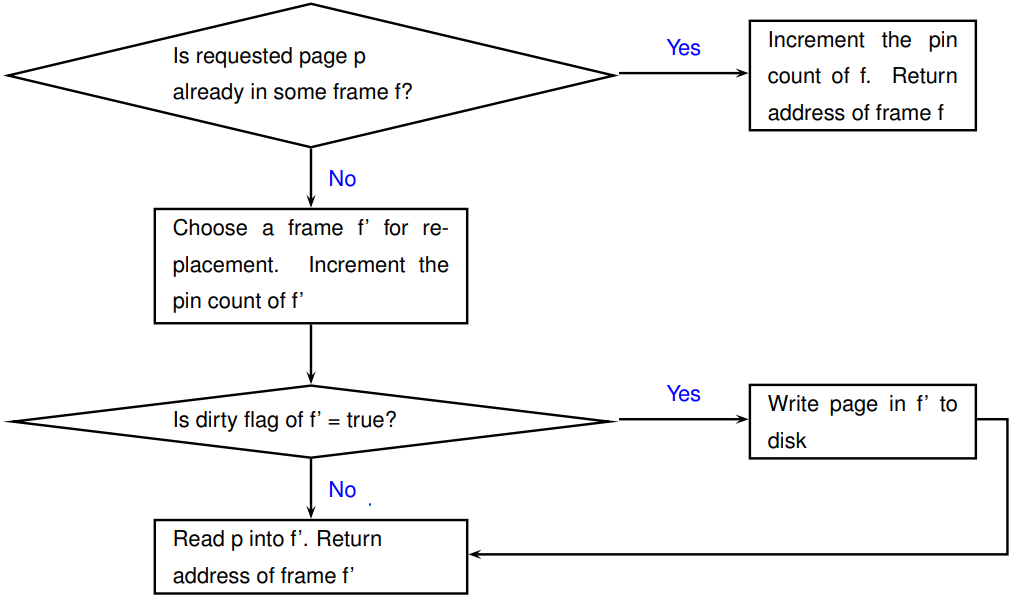 Is requested page p
already in some frame f?
Yes
Increment the pin
count of f. Return
address of frame f
No
Choose a frame f’ for re-
placement. Increment the
pin count of f’
Is dirty flag of f’ = true?
Yes
Write page in f’ to
disk
No
Read p into f’. Return
address of frame f’